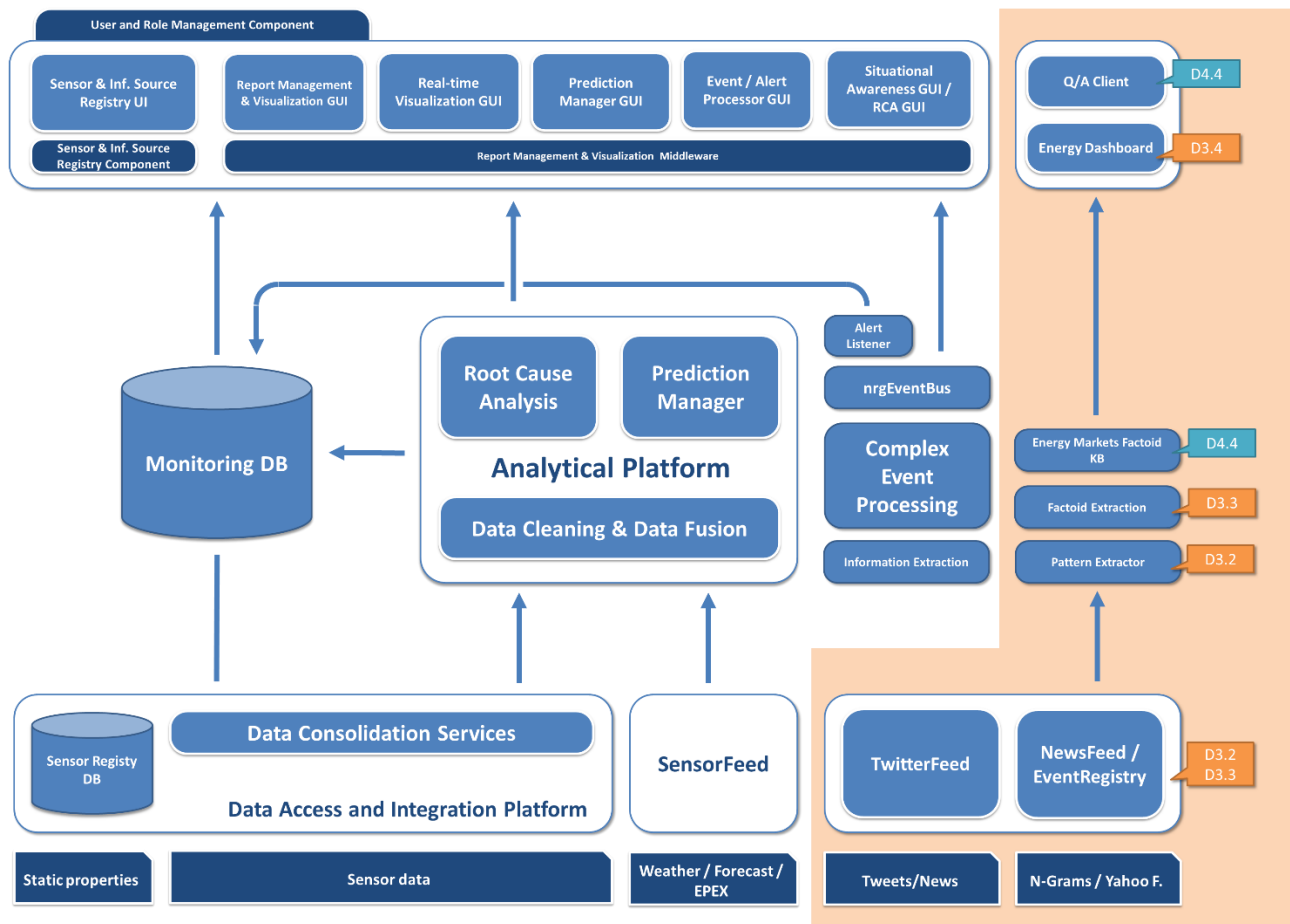 User and Role Management Component
Sensor & Inf. Source
Registry UI
Report Management
& Visualization GUI
Real-time
Visualization GUI
Prediction
Manager GUI
Event / Alert
Processor GUI
Situational
Awareness GUI /
RCA GUI
Sensor & Inf. Source
Registry Component
Report Management & Visualization Middleware
Q/A Client
D4.4
Energy Dashboard
D3.4
Alert
Listener
nrgEventBus
Complex
Event
Processing
Information Extraction
Root Cause
Analysis
Prediction
Manager
Analytical Platform
Data Cleaning & Data Fusion
Monitoring DB
Energy Markets Factoid
KB
D4.4
Factoid Extraction
D3.3
Pattern Extractor
D3.2
Sensor Registy
DB
Data Consolidation Services
Data Access and Integration Platform
SensorFeed
TwitterFeed
NewsFeed /
EventRegistry
D3.2
D3.3
Static properties
Sensor data
Weather / Forecast /
EPEX
Tweets/News
N-Grams / Yahoo F.